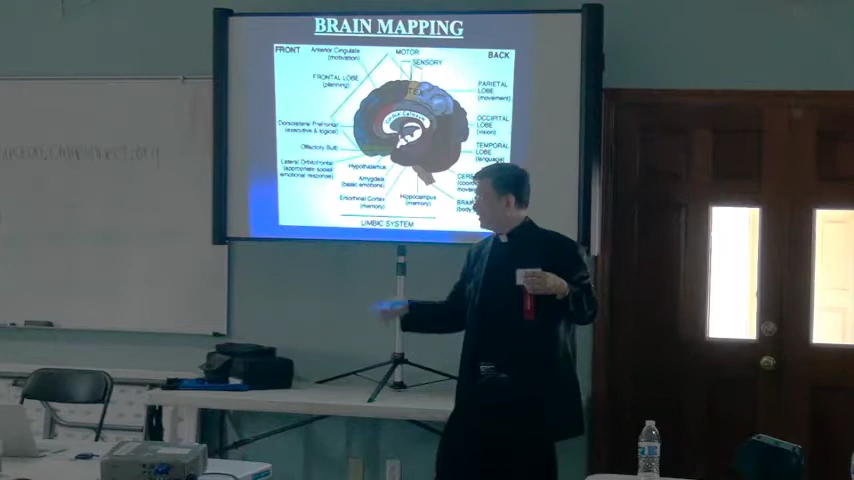 BRAIN MAPPING
FRONT
Anterior Cingulate
(motivation)
MOTOR
SENSORY
BACK
FRONTAL LOBE
(planning)
PARIETAL
LOBE
(movement)
Dorsolateral Prefrontal
(executive & logical)
OCCIPITAL
LOBE
(vision)
Olfactory Bulb
TEMPORAL
LOBE
(language)
Lateral Orbitofrontal
(appropriate social
emotional response)
Hypothalamus
Amygdala
(basic emotions)
Entorhinal Cortex
(memory)
Hippocampus
(memory)
LIMBIC SYSTEM